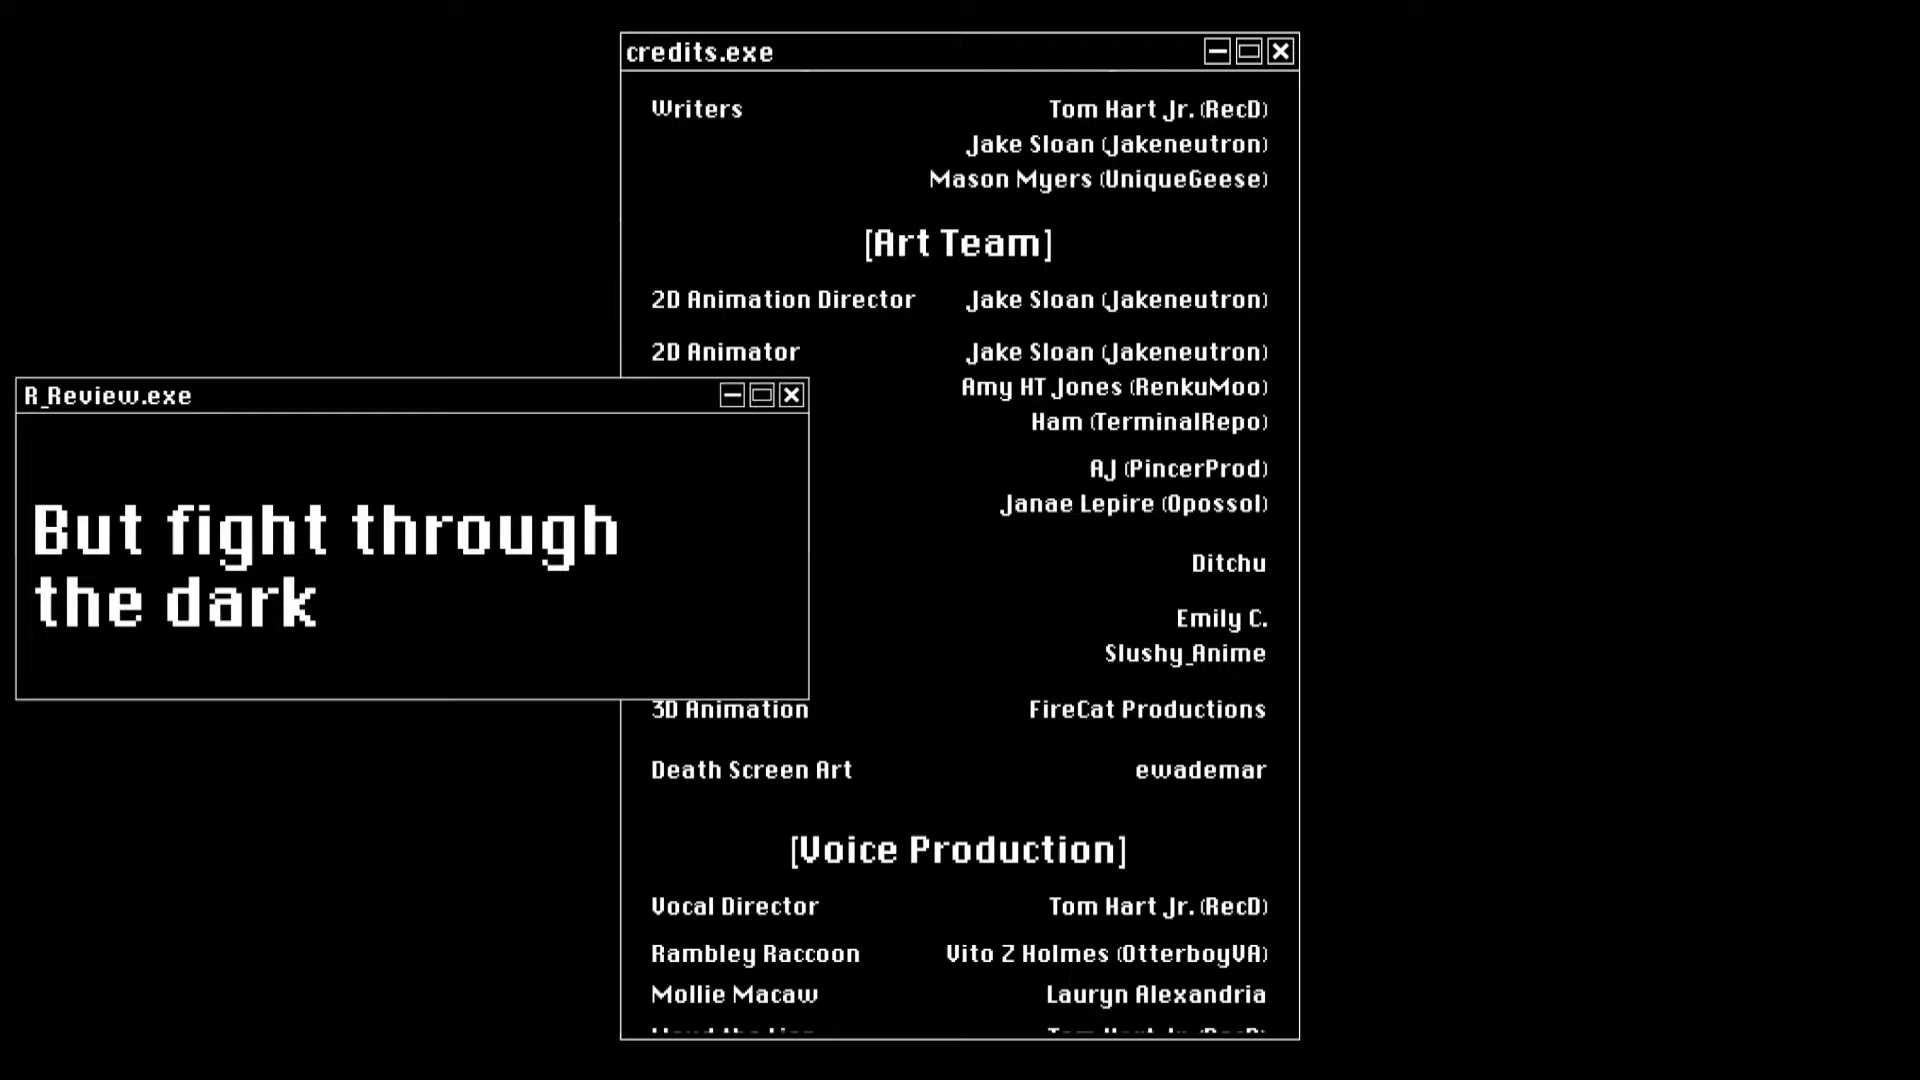 credits.exe
Writers Tom Hart Jr. (RecD)
Jake Sloan (Jakeneutron)
Mason Myers (UniqueGeese)
[Art Team]
2D Animation Director Jake Sloan (Jakeneutron)
2D Animator Jake Sloan (Jakeneutron)
Amy HT Jones (RenkuMoo)
Ham (TerminalRepo)
AJ (PincerProd)
Janae Lepire (Opossol)
Ditchu
Emily C.
Slushy_Anime
3D Animation FireCat Productions
Death Screen Art ewademar
[Voice Production]
Vocal Director Tom Hart Jr. (RecD)
Rambley Raccoon Vito Z Holmes (OtterboyVA)
Mollie Macaw Lauryn Alexandria
R_Review.exe
But fight through
the dark